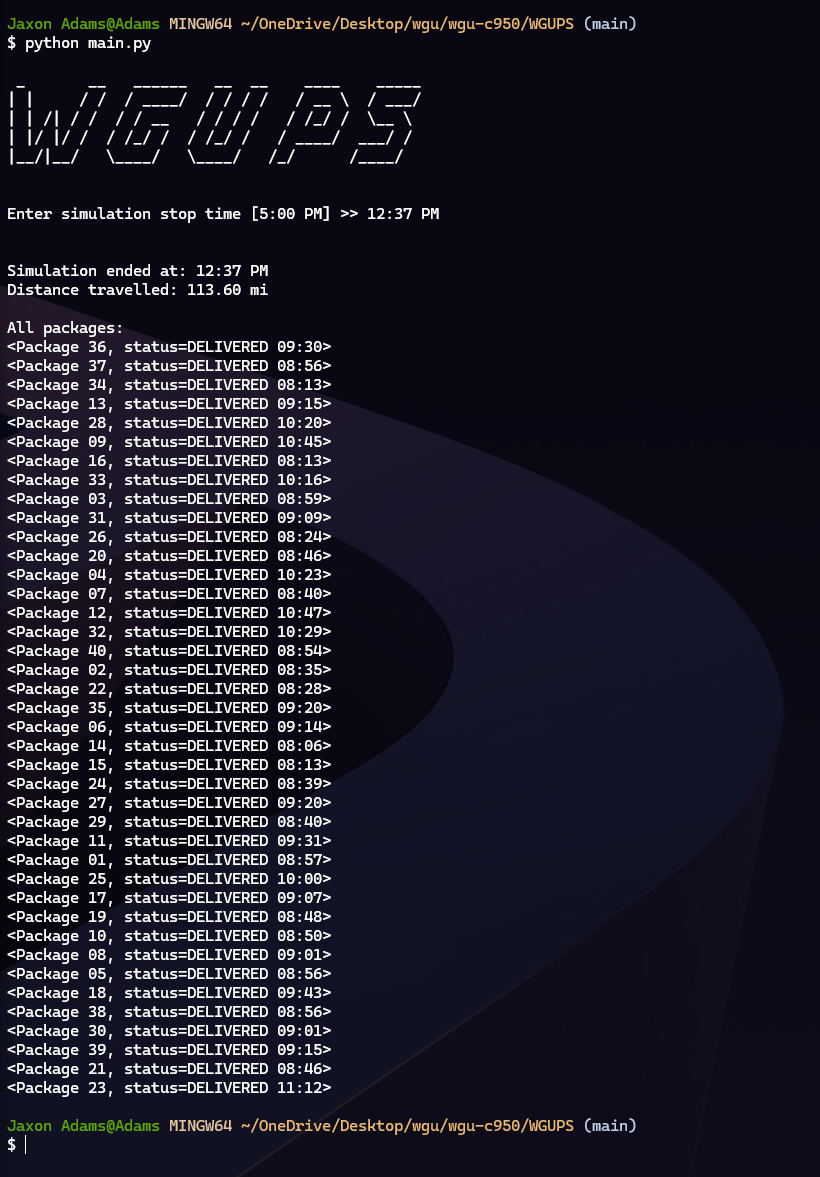 Jaxon Adams@Adams MINGW64 ~/OneDrive/Desktop/wgu/wgu-c950/WGUPS (main)
$ python main.py
WGUPS
Enter simulation stop time [5:00 PM] >> 12:37 PM
Simulation ended at: 12:37 PM
Distance travelled: 113.60 mi
All packages:
<Package 36, status=DELIVERED 09:30>
<Package 37, status=DELIVERED 08:56>
<Package 34, status=DELIVERED 08:13>
<Package 13, status=DELIVERED 09:15>
<Package 28, status=DELIVERED 10:20>
<Package 09, status=DELIVERED 10:45>
<Package 16, status=DELIVERED 08:13>
<Package 33, status=DELIVERED 10:16>
<Package 03, status=DELIVERED 08:59>
<Package 31, status=DELIVERED 09:09>
<Package 26, status=DELIVERED 08:24>
<Package 20, status=DELIVERED 08:46>
<Package 04, status=DELIVERED 10:23>
<Package 07, status=DELIVERED 08:40>
<Package 12, status=DELIVERED 10:47>
<Package 32, status=DELIVERED 10:29>
<Package 40, status=DELIVERED 08:54>
<Package 02, status=DELIVERED 08:35>
<Package 22, status=DELIVERED 08:28>
<Package 35, status=DELIVERED 09:20>
<Package 06, status=DELIVERED 09:14>
<Package 14, status=DELIVERED 08:06>
<Package 15, status=DELIVERED 08:13>
<Package 24, status=DELIVERED 08:39>
<Package 27, status=DELIVERED 09:20>
<Package 29, status=DELIVERED 08:40>
<Package 11, status=DELIVERED 09:31>
<Package 01, status=DELIVERED 08:57>
<Package 25, status=DELIVERED 10:00>
<Package 17, status=DELIVERED 09:07>
<Package 19, status=DELIVERED 08:48>
<Package 10, status=DELIVERED 08:50>
<Package 08, status=DELIVERED 09:01>
<Package 05, status=DELIVERED 08:56>
<Package 18, status=DELIVERED 09:43>
<Package 38, status=DELIVERED 08:56>
<Package 30, status=DELIVERED 09:01>
<Package 39, status=DELIVERED 09:15>
<Package 21, status=DELIVERED 08:46>
<Package 23, status=DELIVERED 11:12>
Jaxon Adams@Adams MINGW64 ~/OneDrive/Desktop/wgu/wgu-c950/WGUPS (main)
$